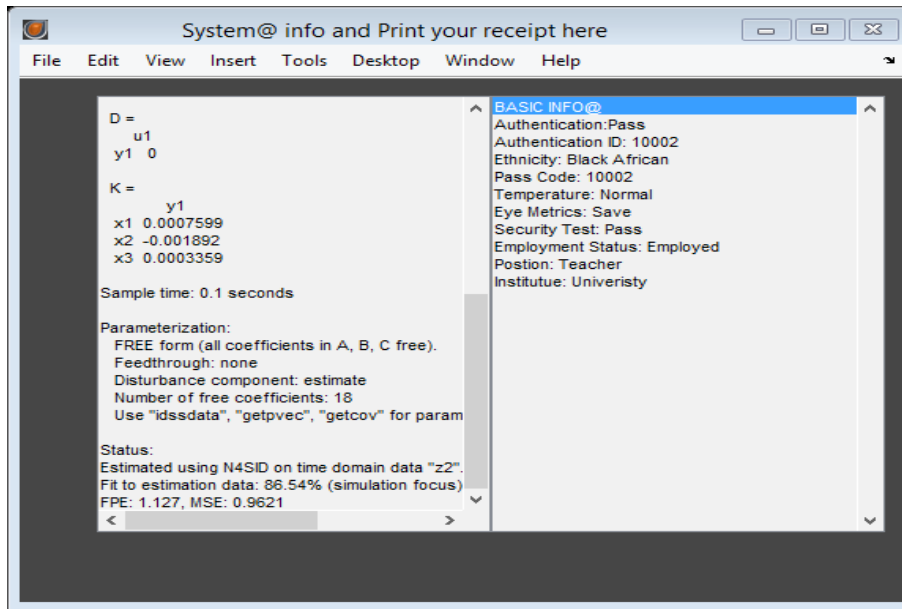 System@ info and Print your receipt here
File Edit View Insert Tools Desktop Window Help
D =
u1
y1 0
K =
y1
x1 0.0007599
x2 -0.001892
x3 0.0003359
Sample time: 0.1 seconds
Parameterization:
FREE form (all coefficients in A, B, C free).
Feedthrough: none
Disturbance component: estimate
Number of free coefficients: 18
Use "idssdata", "getpvec", "getcov" for param
Status:
Estimated using N4SID on time domain data "z2".
Fit to estimation data: 86.54% (simulation focus)
FPE: 1.127, MSE: 0.9621
BASIC INFO@
Authentication:Pass
Authentication ID: 10002
Ethnicity: Black African
Pass Code: 10002
Temperature: Normal
Eye Metrics: Save
Security Test: Pass
Employment Status: Employed
Postion: Teacher
Institutue: Univeristy